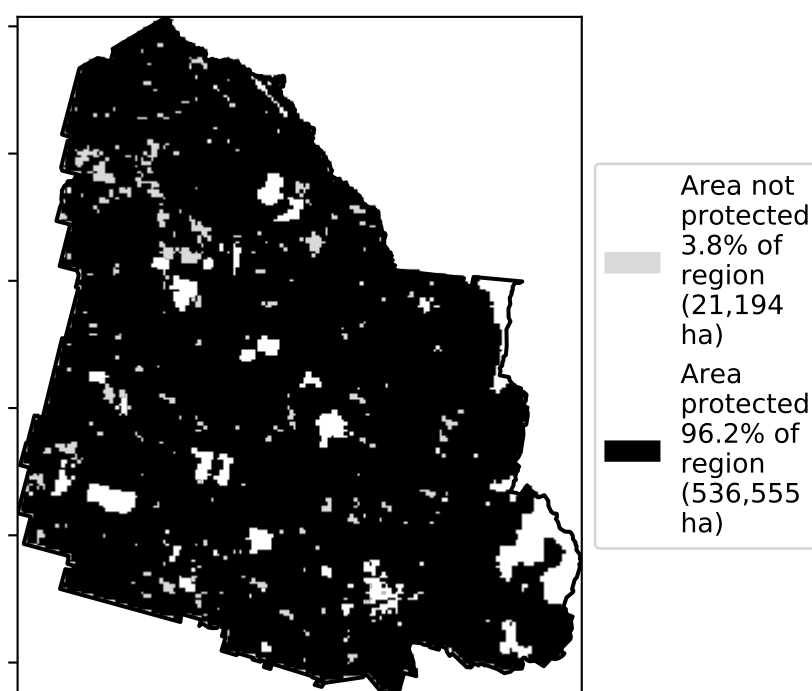 Area not
protected
3.8% of
region
(21,194
ha)
Area
protected
96.2% of
region
(536,555
ha)